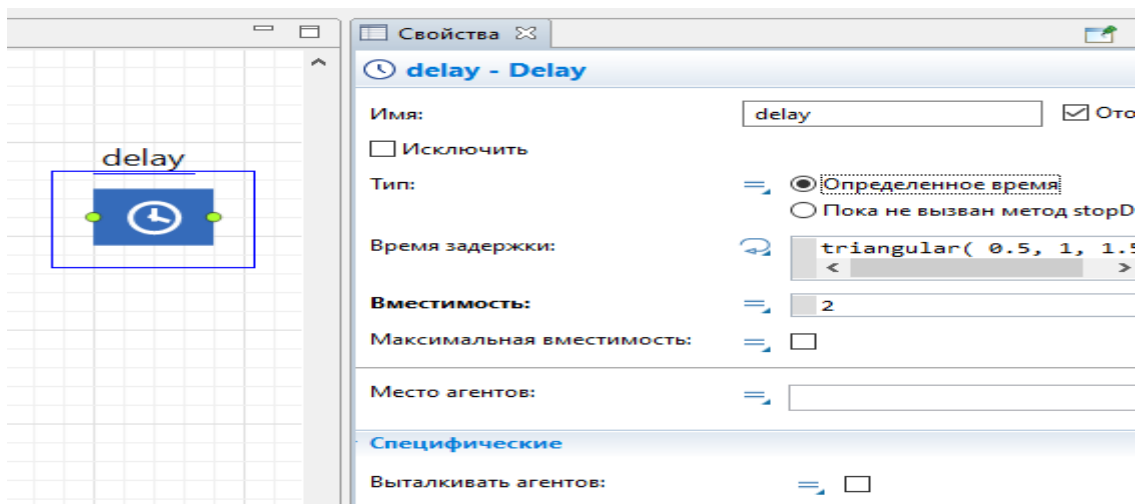 Свойства
delay - Delay
delay
Имя:
delay
Ото
Исключить
Тип:
Определенное время
Пока не вызван метод stopD
Время задержки:
triangular( 0.5, 1, 1.5
Вместимость:
2
Максимальная вместимость:
Место агентов:
Специфические
Выталкивать агентов: